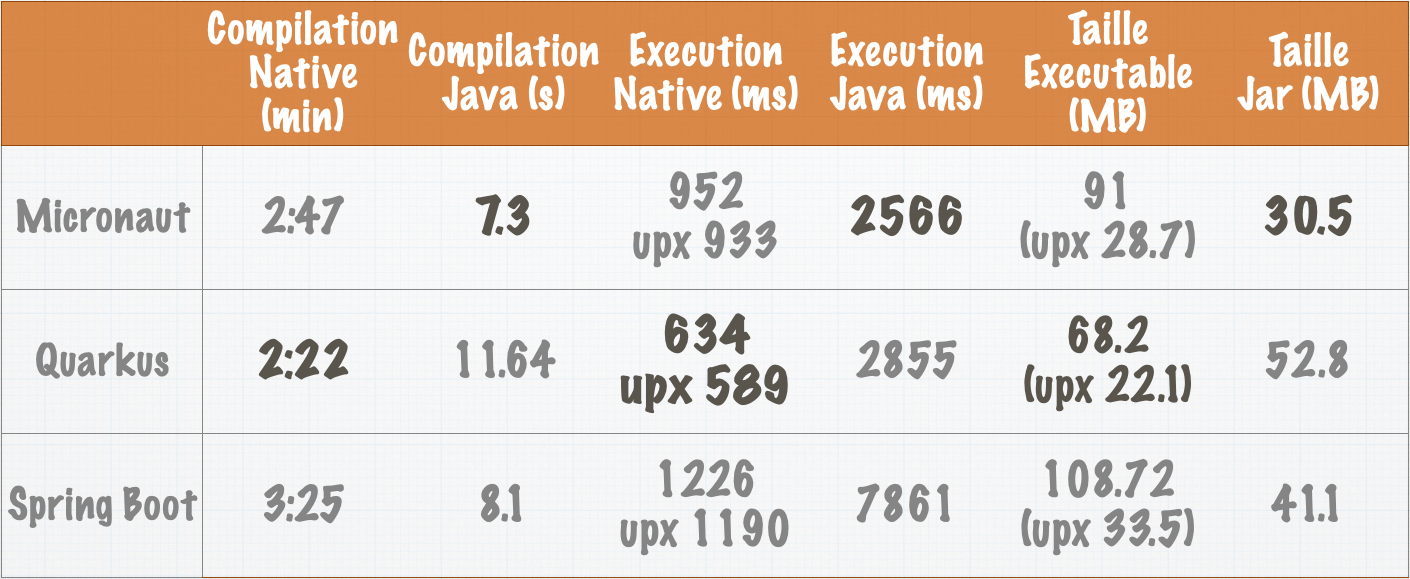 Compilation
Native
(min)
Compilation
Java (s)
Execution
Native (ms)
Execution
Java (ms)
Taille
Executable
(MB)
Taille
Jar (MB)
Micronaut
2:47
7.3
952
upx 933
2566
91
(upx 28.7)
30.5
Quarkus
2:22
11.64
634
upx 589
2855
68.2
(upx 22.1)
52.8
Spring Boot
3:25
8.1
1226
upx 1190
7861
108.72
(upx 33.5)
41.1